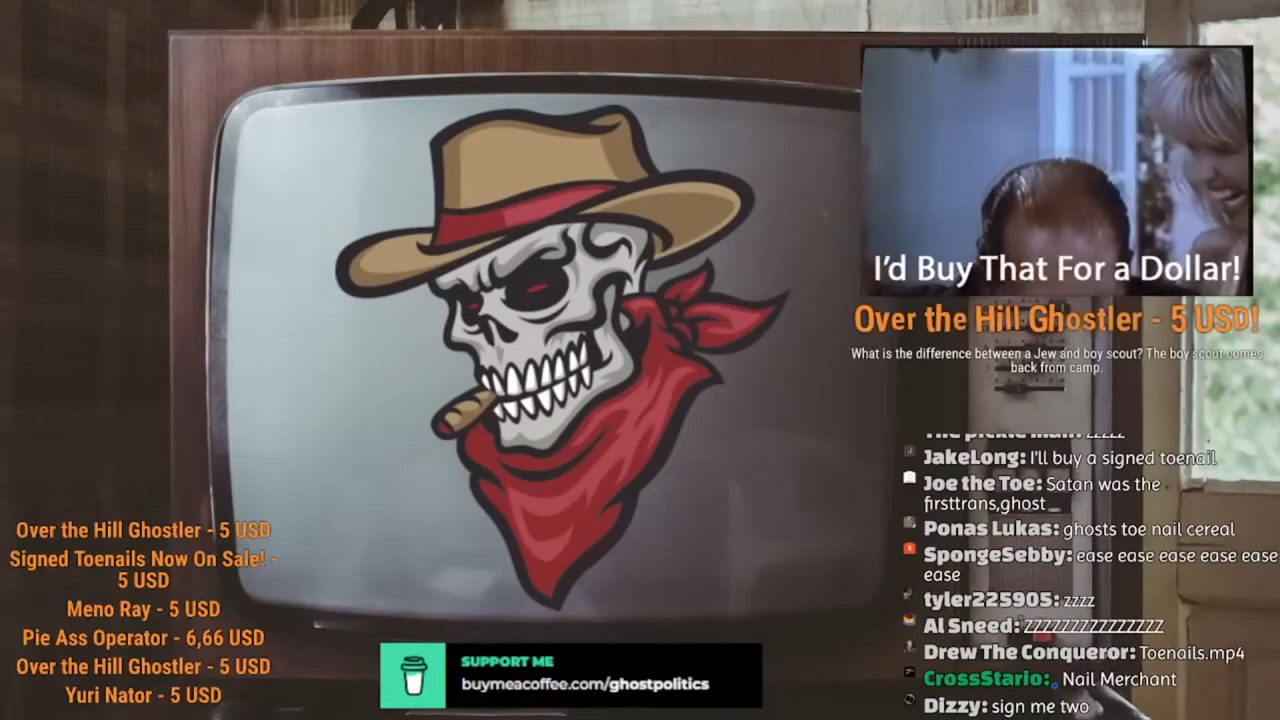 I'd Buy That For a Dollar!
Over the Hill Ghostler - 5 USD!
What is the difference between a Jew and boy scout? The boy scout comes
back from camp.
The pickle man: zzzzz
JakeLong: I'll buy a signed toenail
Joe the Toe: Satan was the
firsttrans,ghost
Ponas Lukas: ghosts toe nail cereal
SpongeSebby: ease ease ease ease ease
ease
tyler225905: zzzz
Al Sneed: ZZZZZZZZZZZZZZZ
Drew The Conqueror: Toenails.mp4
CrossStario: Nail Merchant
Dizzy: sign me two
Over the Hill Ghostler - 5 USD
Signed Toenails Now On Sale! -
5 USD
Meno Ray - 5 USD
Pie Ass Operator - 6,66 USD
Over the Hill Ghostler - 5 USD
Yuri Nator - 5 USD
SUPPORT ME
buymeacoffee.com/ghostpolitics